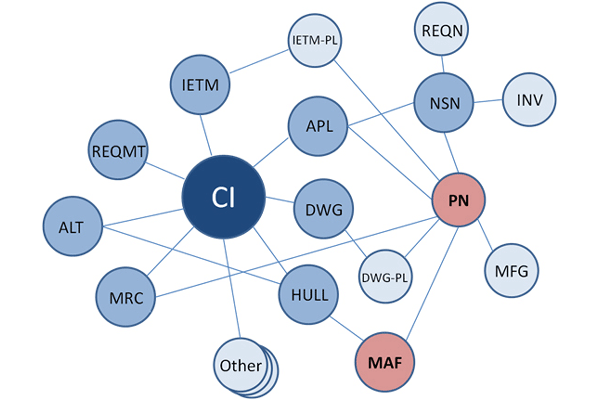 REQN
IETM-PL
IETM
NSN
INV
APL
REQMT
CI
PN
DWG
ALT
MFG
DWG-PL
HULL
MRC
MAF
Other